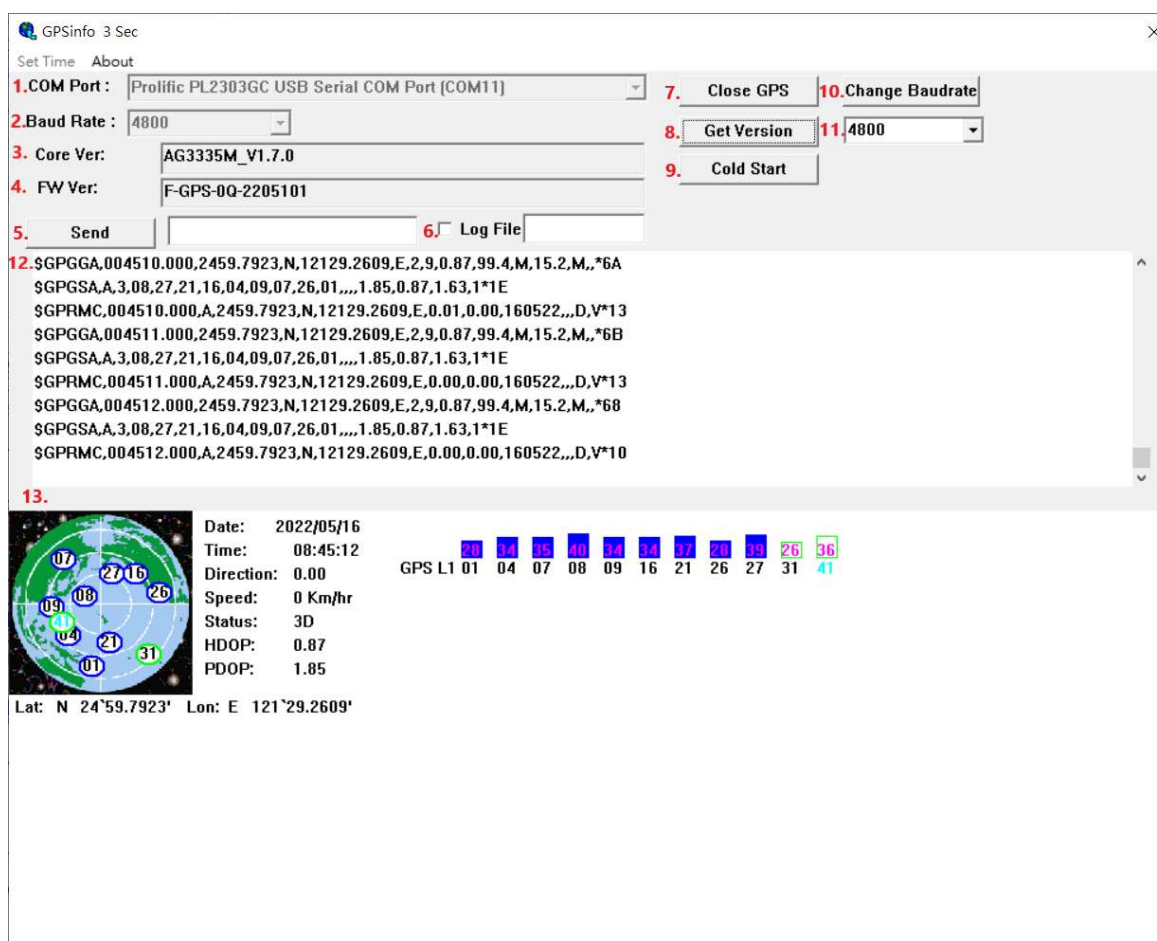 GPSinfo 3 Sec
Set Time About
1.COM Port : Prolific PL2303GC USB Serial COM Port (COM11) 7. Close GPS 10.Change Baudrate
2.Baud Rate : 4800 8. Get Version 11.4800
3. Core Ver: AG3335M_V1.7.0 9. Cold Start
4. FW Ver: F-GPS-0Q-2205101
5. Send 6. Log File
12.$GPGGA,004510.000,2459.7923,N,12129.2609,E,2,9,0.87,99.4,M,15.2,M,,*6A
$GPGSA,A,3,08,27,21,16,04,09,07,26,01,,,,1.85,0.87,1.63,1*1E
$GPRMC,004510.000,A,2459.7923,N,12129.2609,E,0.01,0.00,160522,,,D,V*13
$GPGGA,004511.000,2459.7923,N,12129.2609,E,2,9,0.87,99.4,M,15.2,M,,*6B
$GPGSA,A,3,08,27,21,16,04,09,07,26,01,,,,1.85,0.87,1.63,1*1E
$GPRMC,004511.000,A,2459.7923,N,12129.2609,E,0.00,0.00,160522,,,D,V*13
$GPGGA,004512.000,2459.7923,N,12129.2609,E,2,9,0.87,99.4,M,15.2,M,,*68
$GPGSA,A,3,08,27,21,16,04,09,07,26,01,,,,1.85,0.87,1.63,1*1E
$GPRMC,004512.000,A,2459.7923,N,12129.2609,E,0.00,0.00,160522,,,D,V*10
13.
07
27 16
08 26
09
41
04 21
31
01
Date: 2022/05/16
Time: 08:45:12
Direction: 0.00
Speed: 0 Km/hr
Status: 3D
HDOP: 0.87
PDOP: 1.85
28 34 35 40 34 34 37 28 39 26 36
GPS L1 01 04 07 08 09 16 21 26 27 31 41
Lat: N 24`59.7923' Lon: E 121`29.2609'